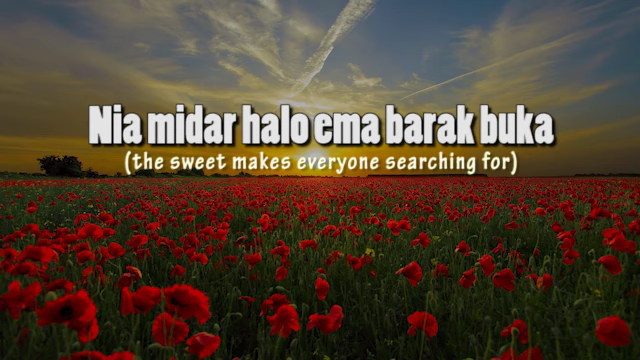 Nia midar halo ema barak buka
(the sweet makes everyone searching for)